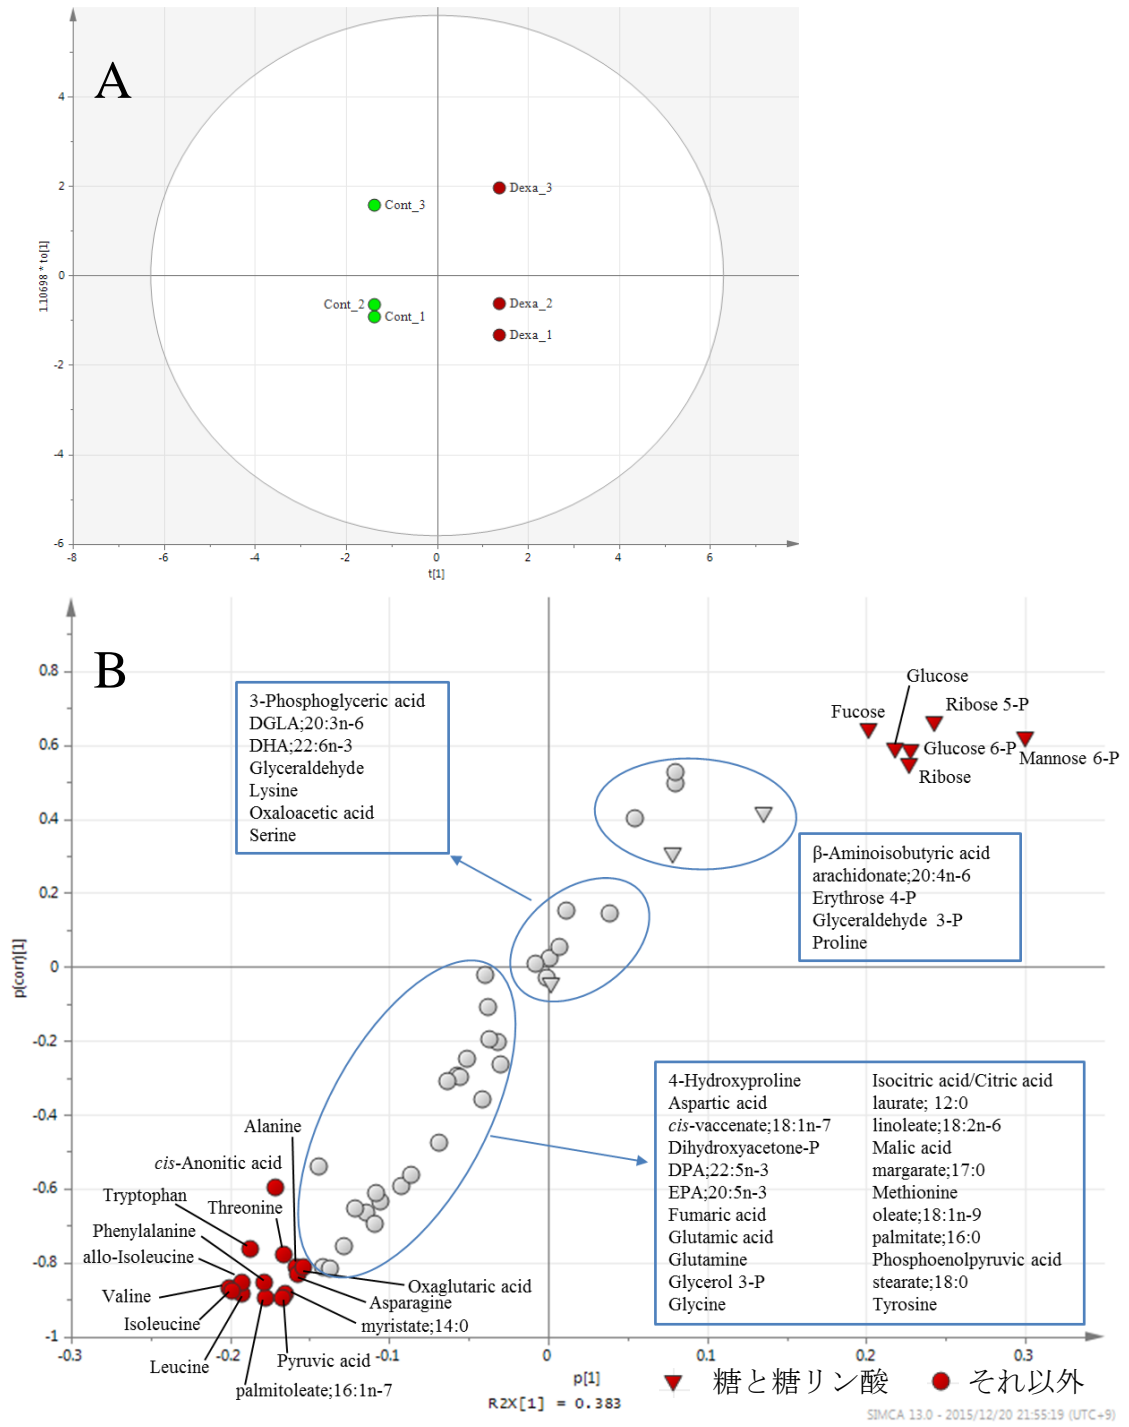 A
4
2
0
-2
-4
-6
-8
-6
-4
-2
0
2
4
6
1.10698 * to[1]
t[1]
Cont_3
Dexa_3
Cont_2
Cont_1
Dexa_2
Dexa_1
B
0.8
0.6
0.4
0.2
0
-0.2
-0.4
-0.6
-0.8
-1
-0.3
-0.2
-0.1
0
0.1
0.2
0.3
p(corr)[1]
p[1]
R2X[1] = 0.383
3-Phosphoglyceric acid
DGLA;20:3n-6
DHA;22:6n-3
Glyceraldehyde
Lysine
Oxaloacetic acid
Serine
Glucose
Fucose
Ribose 5-P
Glucose 6-P
Mannose 6-P
Ribose
β-Aminoisobutyric acid
arachidonate;20:4n-6
Erythrose 4-P
Glyceraldehyde 3-P
Proline
4-Hydroxyproline
Aspartic acid
cis-vaccenate;18:1n-7
Dihydroxyacetone-P
DPA;22:5n-3
EPA;20:5n-3
Fumaric acid
Glutamic acid
Glutamine
Glycerol 3-P
Glycine
Isocitric acid/Citric acid
laurate; 12:0
linoleate;18:2n-6
Malic acid
margarate;17:0
Methionine
oleate;18:1n-9
palmitate;16:0
Phosphoenolpyruvic acid
stearate;18:0
Tyrosine
Alanine
cis-Anonitic acid
Tryptophan
Threonine
Phenylalanine
allo-Isoleucine
Valine
Isoleucine
Leucine
Oxaglutaric acid
Asparagine
myristate;14:0
Pyruvic acid
palmitoleate;16:1n-7
糖と糖リン酸
それ以外
SIMCA 13.0 - 2015/12/20 21:55:19 (UTC+9)